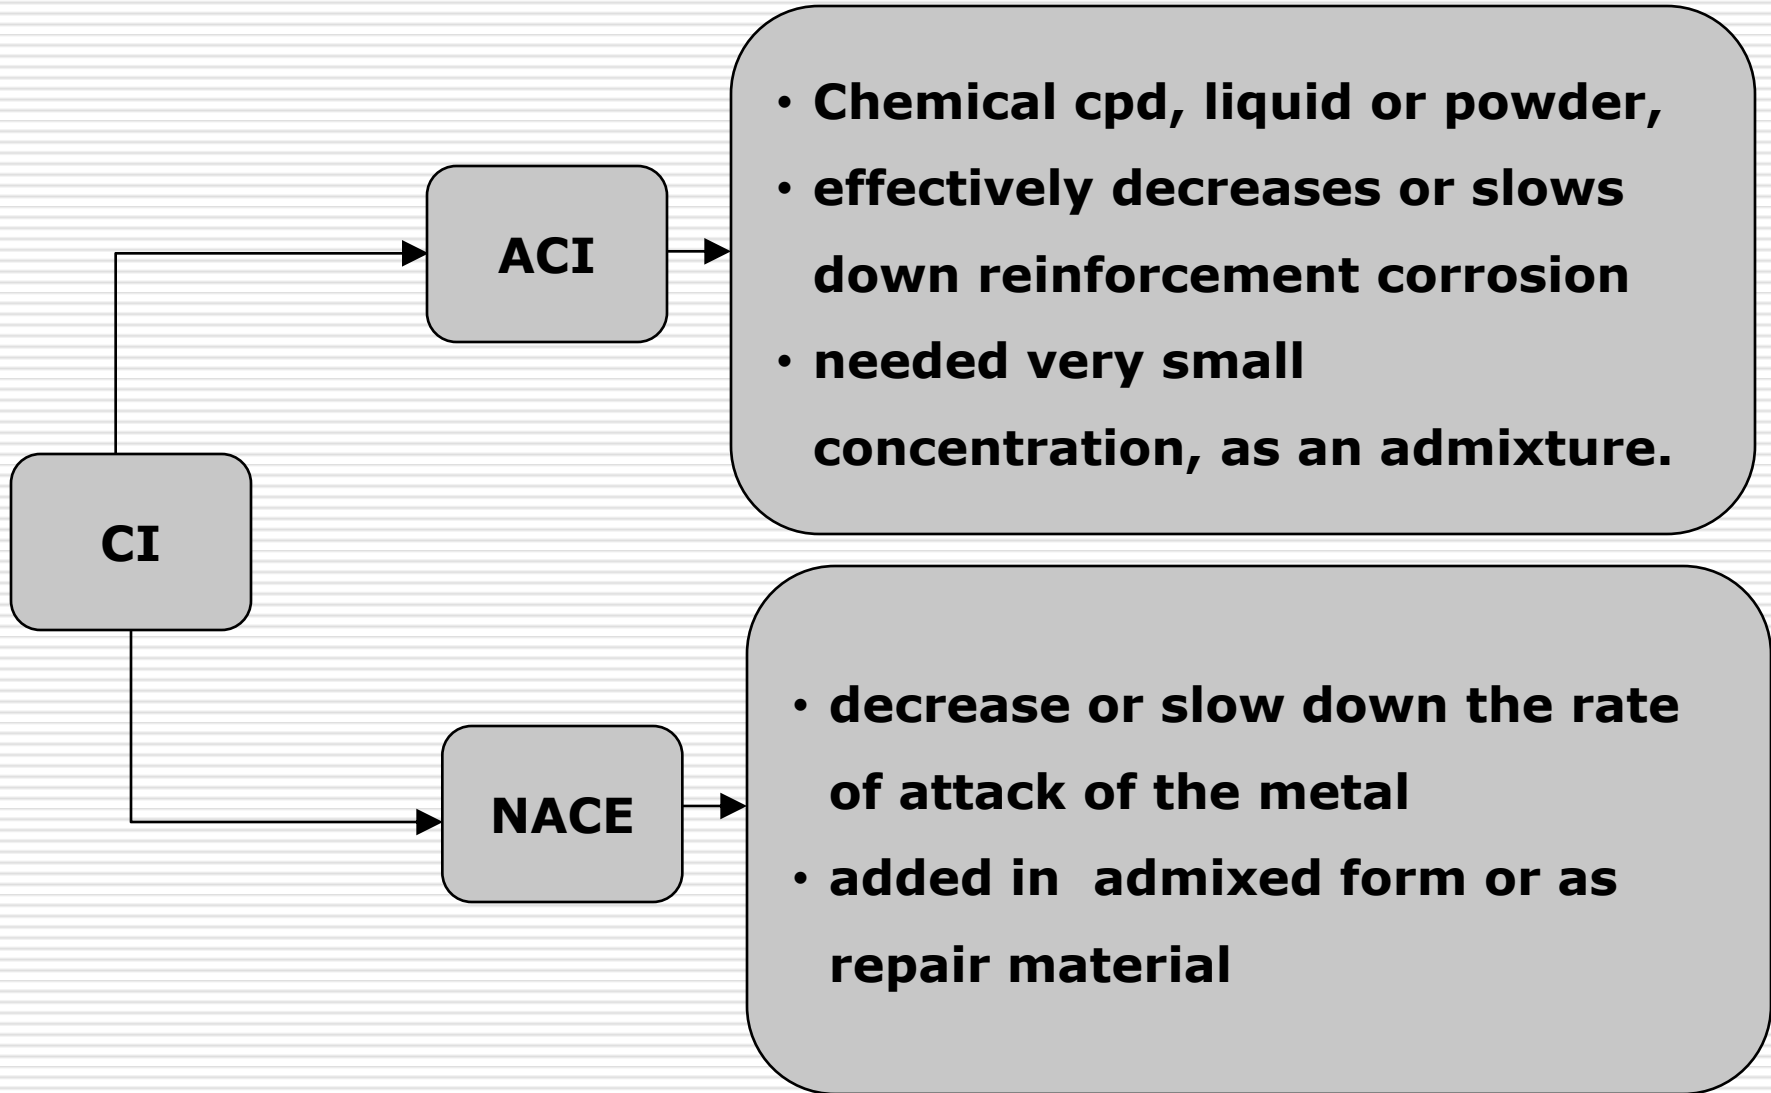 • Chemical cpd, liquid or powder,
• effectively decreases or slows
down reinforcement corrosion
• needed very small
concentration, as an admixture.
ACI
CI
NACE
• decrease or slow down the rate
of attack of the metal
• added in  admixed form or as
repair material